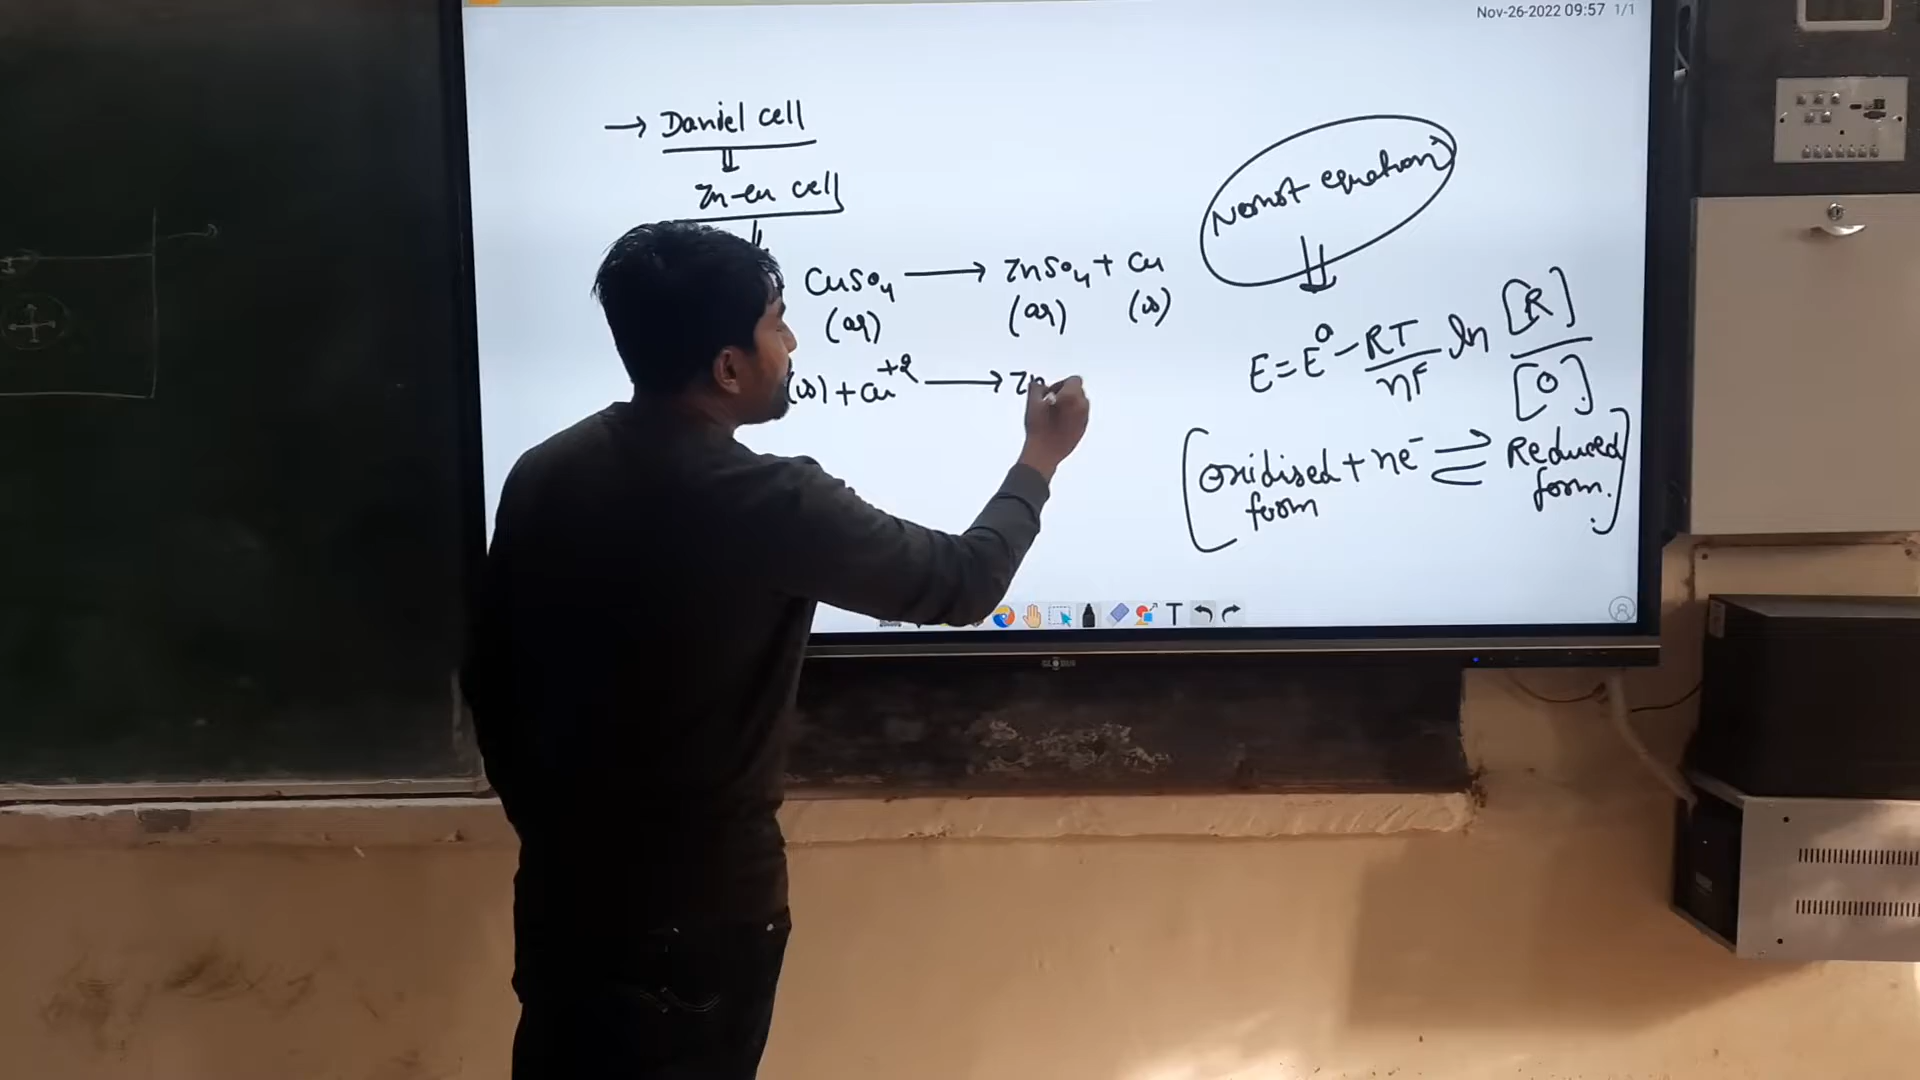 Nov-26-2022 09:57 1/1
→ Daniel cell
Zn-Cu cell
CuSO4 → ZnSO4 + Cu
(aq) (aq) (s)
(s) + Cu+2 → Zn
Nernst equation
E = E° - RT/nF ln [R]/[O]
[Oxidised form + ne- ⇌ Reduced form.]
T
GLOBUS